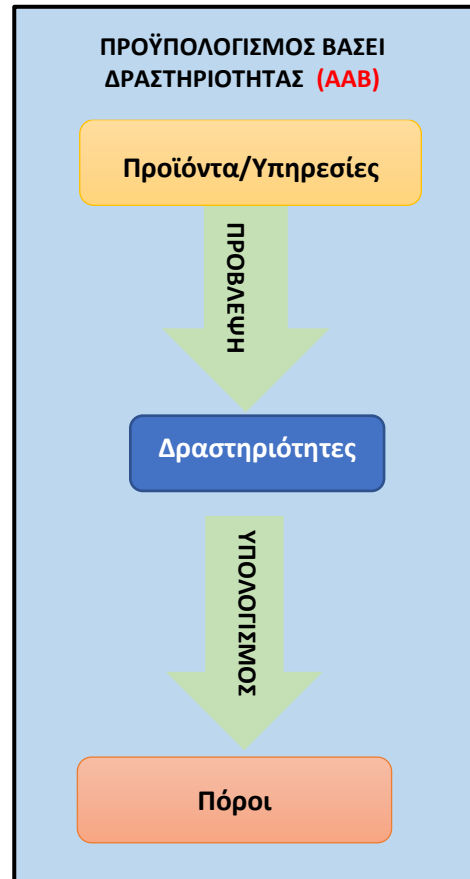 ΠΡΟΫΠΟΛΟΓΙΣΜΟΣ ΒΑΣΕΙ
ΔΡΑΣΤΗΡΙΟΤΗΤΑΣ (ΑΑΒ)
Προϊόντα/Υπηρεσίες
ΠΡΟΒΛΕΨΗ
Δραστηριότητες
ΥΠΟΛΟΓΙΣΜΟΣ
Πόροι